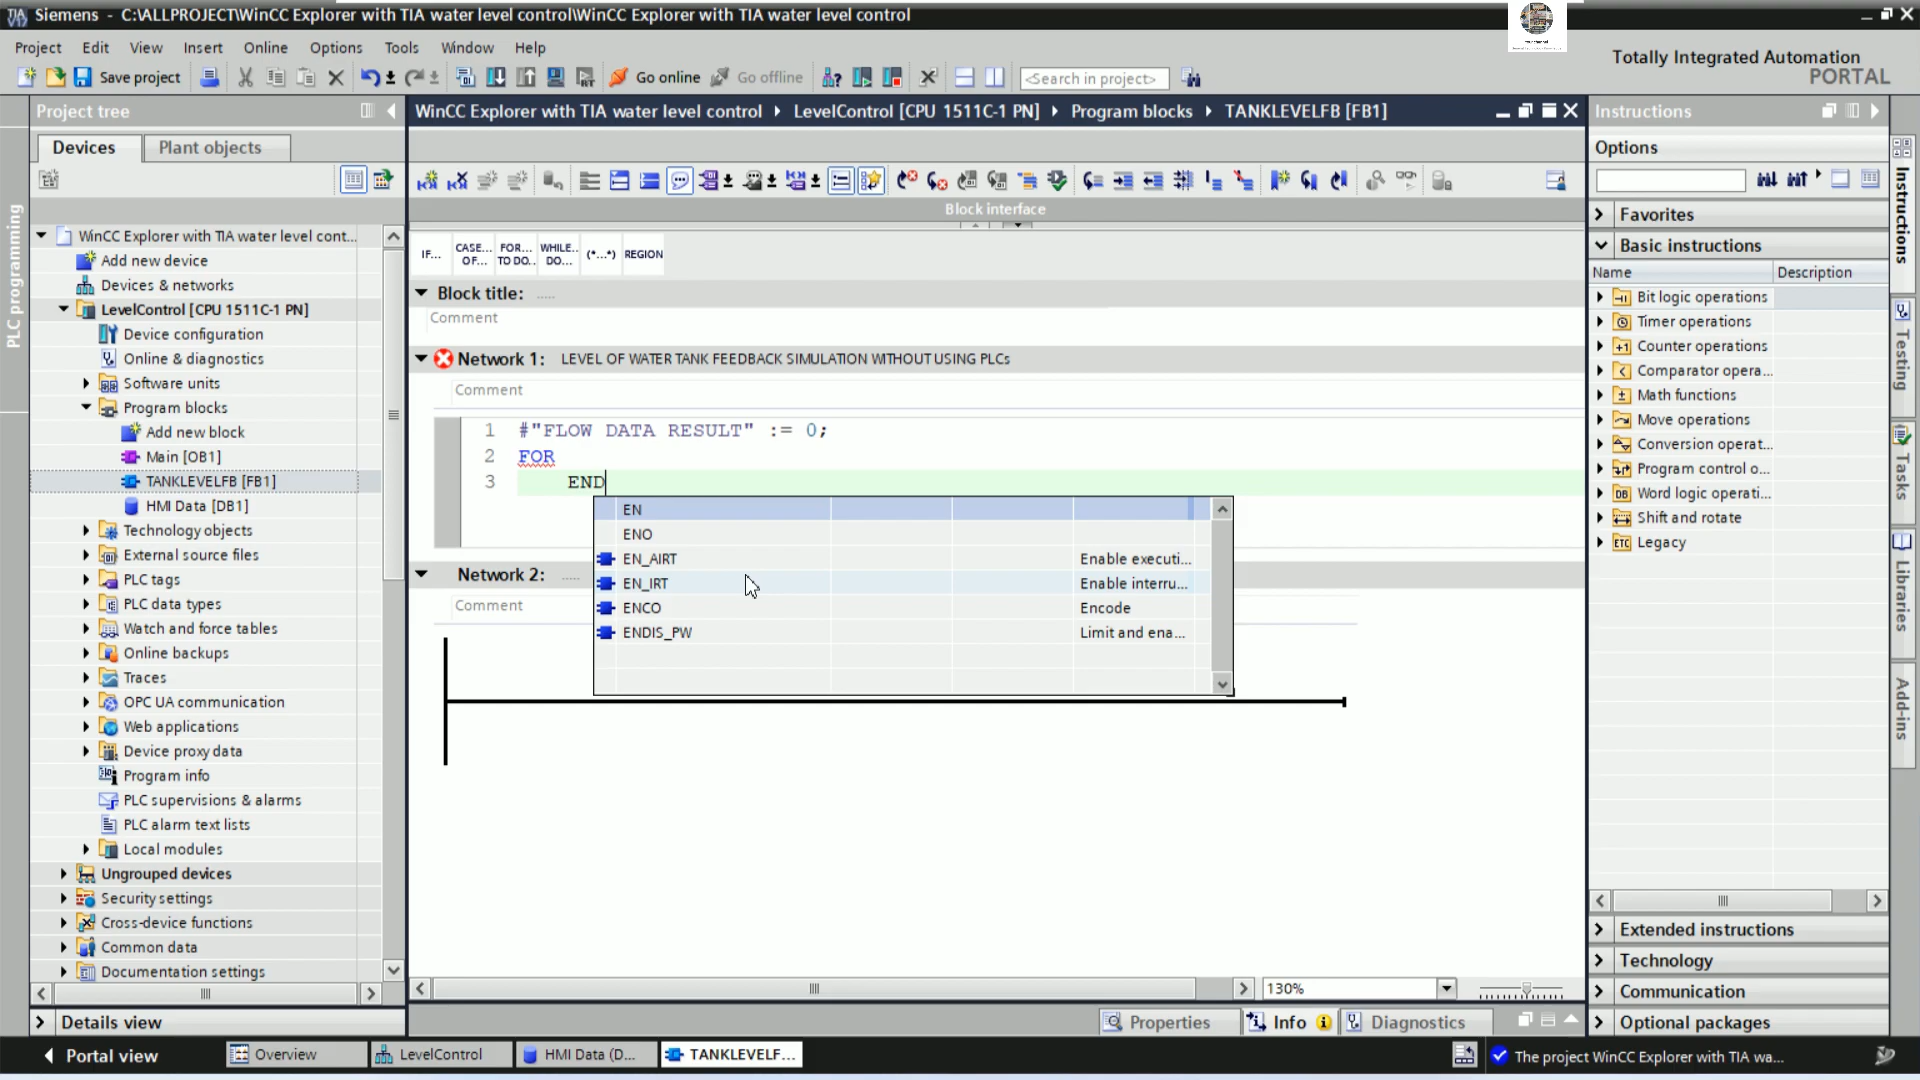 Siemens - C:\ALLPROJECT\WinCC Explorer with TIA water level control\WinCC Explorer with TIA water level control
Project Edit View Insert Online Options Tools Window Help
Totally Integrated Automation
PORTAL
Save project
Go online
Go offline
<Search in project>
Project tree
WinCC Explorer with TIA water level control LevelControl [CPU 1511C-1 PN] Program blocks TANKLEVELFB [FB1]
Instructions
Devices
Plant objects
Options
Block interface
PLC programming
WinCC Explorer with TIA water level cont...
Add new device
Devices & networks
LevelControl [CPU 1511C-1 PN]
Device configuration
Online & diagnostics
Software units
Program blocks
Add new block
Main [OB1]
TANKLEVELFB [FB1]
HMI Data [DB1]
Technology objects
External source files
PLC tags
PLC data types
Watch and force tables
Online backups
Traces
OPC UA communication
Web applications
Device proxy data
Program info
PLC supervisions & alarms
PLC alarm text lists
Local modules
Ungrouped devices
Security settings
Cross-device functions
Common data
Documentation settings
Details view
IF...
CASE... OF...
FOR... TO DO..
WHILE.. DO...
(*...*)
REGION
Block title: .....
Comment
Network 1: LEVEL OF WATER TANK FEEDBACK SIMULATION WITHOUT USING PLCs
Comment
1 #"FLOW DATA RESULT" := 0;
2 FOR
3 END
EN
ENO
EN_AIRT Enable executi...
EN_IRT Enable interru...
ENCO Encode
ENDIS_PW Limit and ena...
Network 2: .....
Comment
130%
Properties
Info
Diagnostics
Favorites
Basic instructions
Name Description
Bit logic operations
Timer operations
Counter operations
Comparator opera...
Math functions
Move operations
Conversion operat...
Program control o...
Word logic operati...
Shift and rotate
Legacy
Extended instructions
Technology
Communication
Optional packages
Instructions
Testing
Tasks
Libraries
Add-ins
Portal view
Overview
LevelControl
HMI Data (D...
TANKLEVELF...
The project WinCC Explorer with TIA wa...